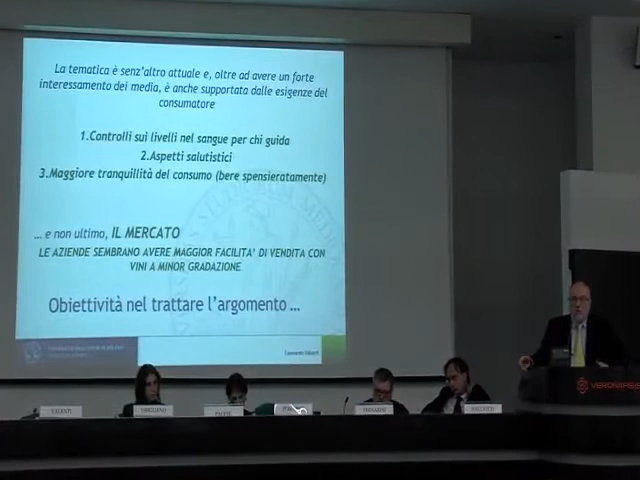 La tematica è senz'altro attuale e, oltre ad avere un forte
interessamento dei media, è anche supportata dalle esigenze del
consumatore
1.Controlli sui livelli nel sangue per chi guida
2.Aspetti salutistici
3.Maggiore tranquillità del consumo (bere spensieratamente)
… e non ultimo, IL MERCATO
LE AZIENDE SEMBRANO AVERE MAGGIOR FACILITA' DI VENDITA CON
VINI A MINOR GRADAZIONE
Obiettività nel trattare l'argomento …
VALENTI